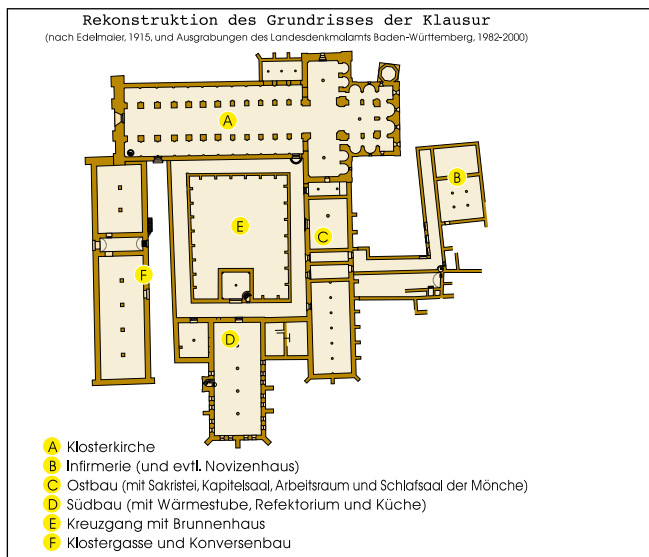 Rekonstruktion des Grundrisses der Klausur
(nach Edelmaier, 1915, und Ausgrabungen des Landesdenkmalamts Baden-Württemberg, 1982-2000)
A
B
C
E
F
D
A Klosterkirche
B Infirmerie (und evtl. Novizenhaus)
C Ostbau (mit Sakristei, Kapitelsaal, Arbeitsraum und Schlafsaal der Mönche)
D Südbau (mit Wärmestube, Refektorium und Küche)
E Kreuzgang mit Brunnenhaus
F Klostergasse und Konversenbau